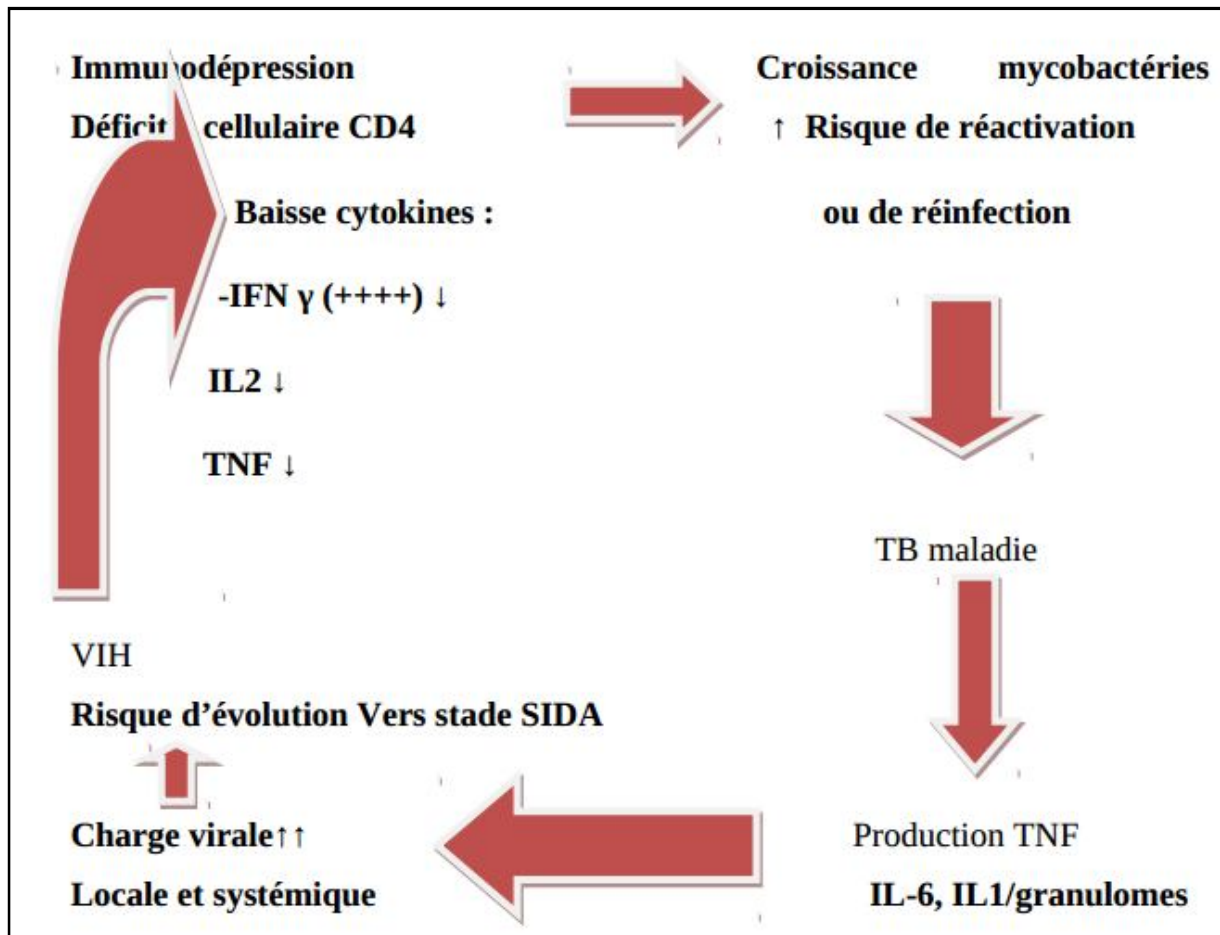 Immunodépression
Déficit cellulaire CD4
Baisse cytokines :
-IFN γ (++++) ↓
IL2 ↓
TNF ↓
Croissance mycobactéries
↑ Risque de réactivation
ou de réinfection
TB maladie
Production TNF
IL-6, IL1/granulomes
Charge virale↑↑
Locale et systémique
VIH
Risque d’évolution Vers stade SIDA